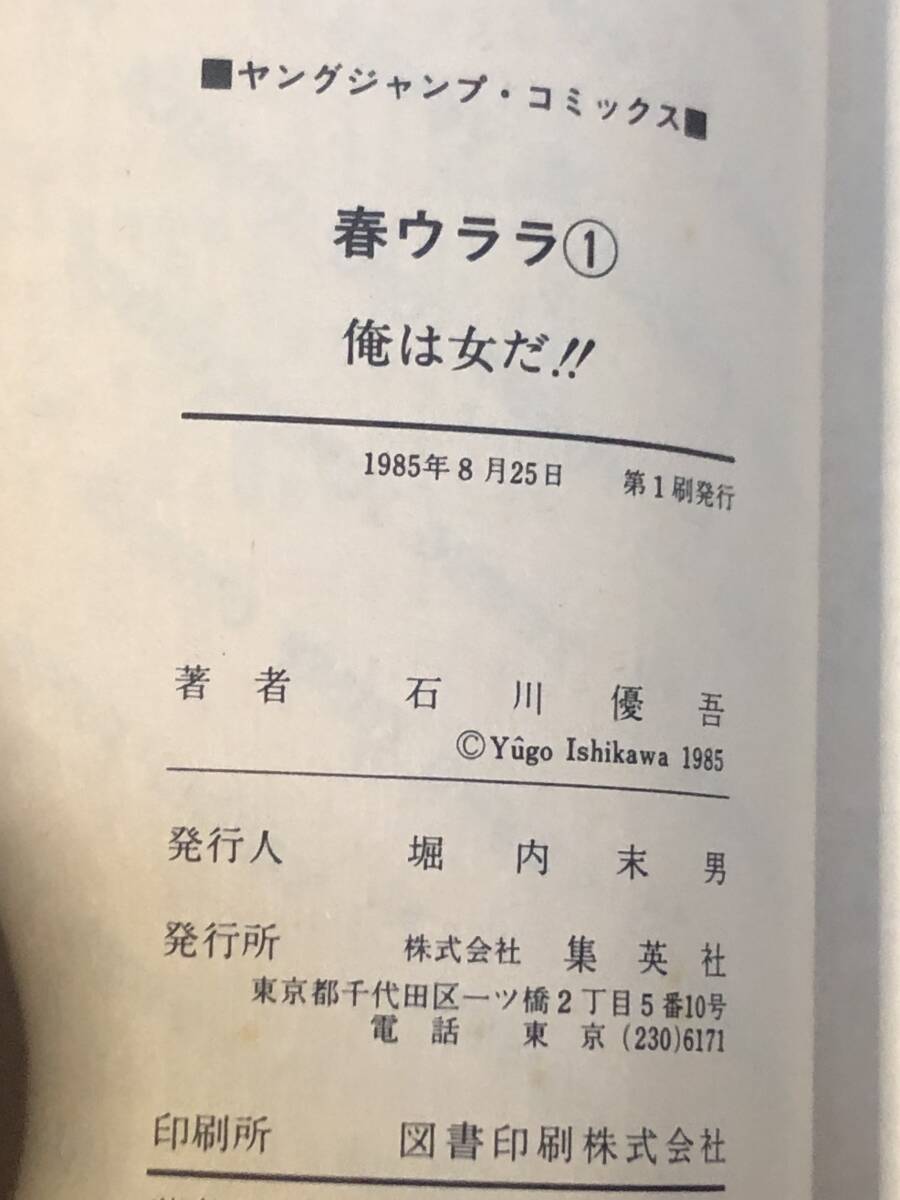 ■ヤングジャンプ・コミックス■
春ウララ①
俺は女だ!!
1985年8月25日 第1刷発行
著者 石川優吾
©Yûgo Ishikawa 1985
発行人 堀内末男
発行所 株式会社 集英社
東京都千代田区一ツ橋2丁目5番10号
電話 東京(230)6171
印刷所 図書印刷株式会社